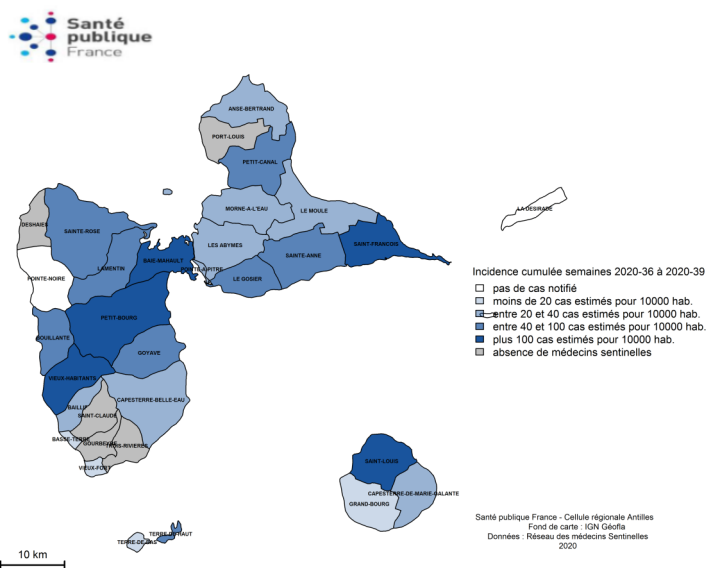 Santé
publique
France
ANSE-BERTRAND
PORT-LOUIS
PETIT-CANAL
MORNE-A-L'EAU
LE MOULE
LA DESIRADE
DESHAIES
SAINTE-ROSE
LES ABYMES
SAINT-FRANCOIS
SAINTE-ANNE
BAIE-MAHAULT
LAMENTIN
POINTE-A-PITRE
POINTE-NOIRE
LE GOSIER
PETIT-BOURG
BOUILLANTE
GOYAVE
VIEUX-HABITANTS
CAPESTERRE-BELLE-EAU
BAILLIF
SAINT-CLAUDE
BASSE-TERRE
GOURBEYRE
TROIS-RIVIERES
VIEUX-FORT
SAINT-LOUIS
CAPESTERRE-DE-MARIE-GALANTE
GRAND-BOURG
TERRE-DE-HAUT
TERRE-DE-BAS
Incidence cumulée semaines 2020-36 à 2020-39
pas de cas notifié
moins de 20 cas estimés pour 10000 hab.
entre 20 et 40 cas estimés pour 10000 hab.
entre 40 et 100 cas estimés pour 10000 hab.
plus 100 cas estimés pour 10000 hab.
absence de médecins sentinelles
Santé publique France - Cellule régionale Antilles
Fond de carte : IGN Géofla
Données : Réseau des médecins Sentinelles
2020
10 km